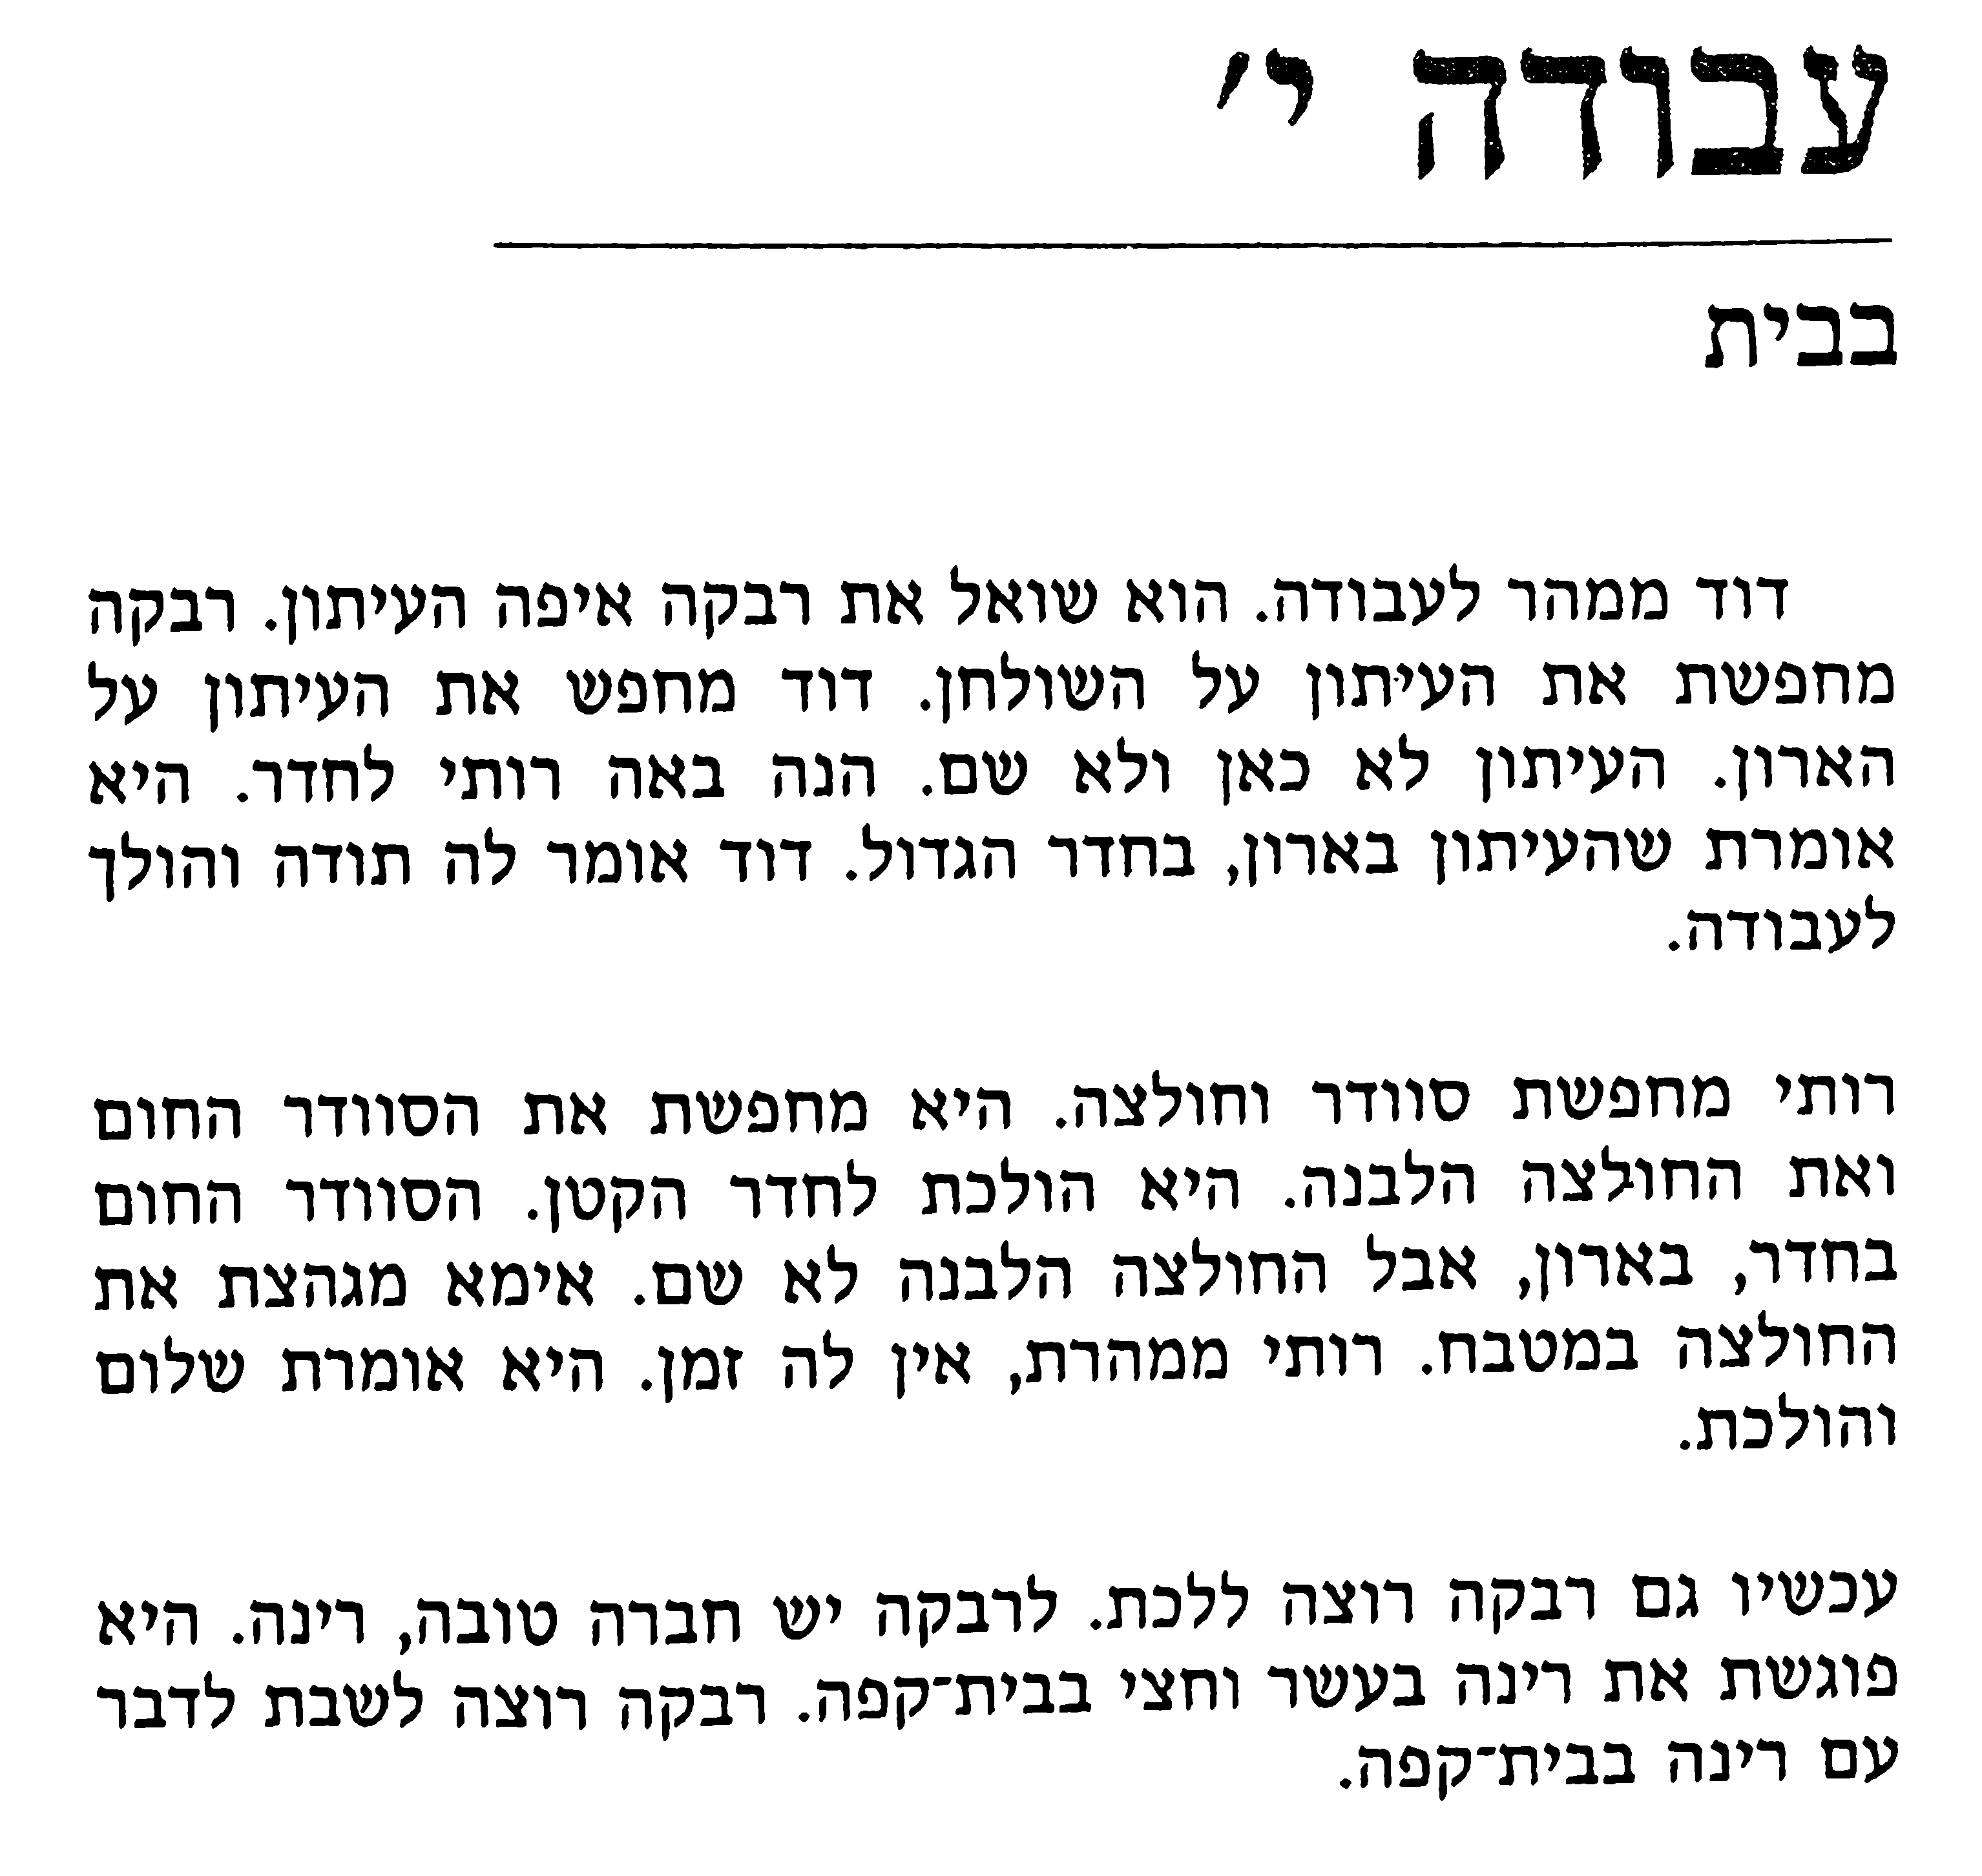 עבודה י׳
בבית
דוד ממהר לעבודה. הוא שואל את רבקה איפה העיתון. רבקה
מחפשת את העיתון על השולחן. דוד מחפש את העיתון על
הארון. העיתון לא כאן ולא שם. הנה באה רותי לחדר. היא
אומרת שהעיתון בארון, בחדר הגדול. דוד אומר לה תודה והולך
לעבודה.
רותי מחפשת סוודר וחולצה. היא מחפשת את הסוודר החום
ואת החולצה הלבנה. היא הולכת לחדר הקטן. הסוודר החום
בחדר, בארון, אבל החולצה הלבנה לא שם. אימא מגהצת את
החולצה במטבח. רותי ממהרת, אין לה זמן. היא אומרת שלום
והולכת.
עכשיו גם רבקה רוצה ללכת. לרבקה יש חברה טובה, רינה. היא
פוגשת את רינה בעשר וחצי בבית־קפה. רבקה רוצה לשבת לדבר
עם רינה בבית־קפה.